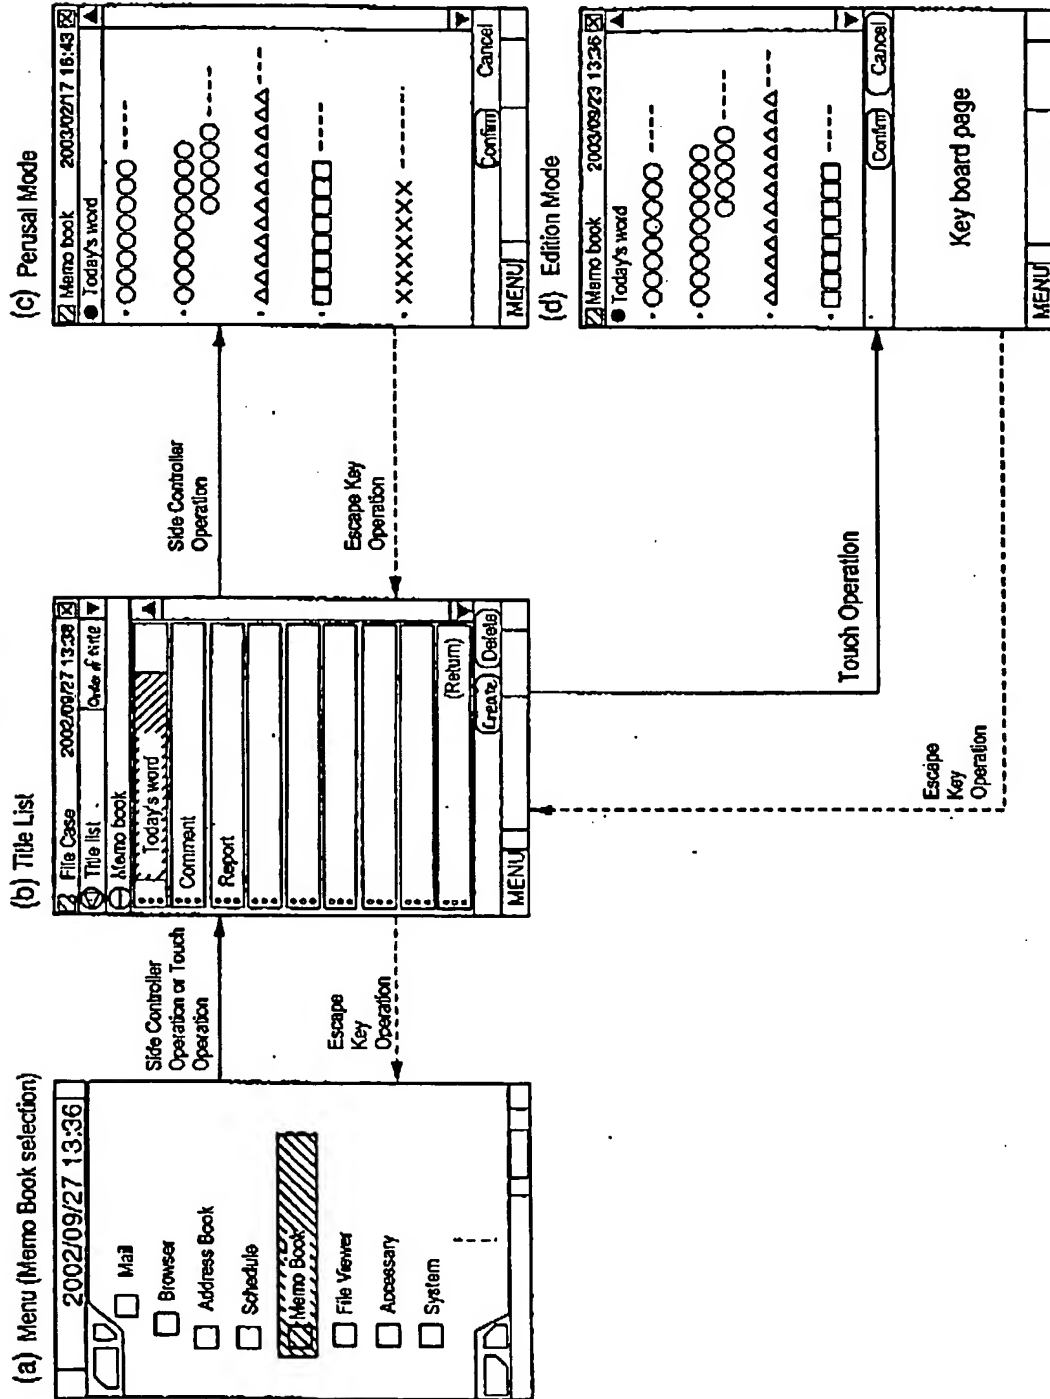 (a) Menu (Memo Book selection)
2002/09/27 13:36
Mail
Browser
Address Book
Schedule
Memo Book
File Viewer
Accessary
System
Side Controller
Operation or Touch
Operation
Escape
Key
Operation
(b) Title List
File Case 2002/09/27 13:38
Title list Order of title
Memo book
Today's word
Comment
Report
(Return)
Create Delete
MENU
Side Controller
Operation
Escape Key
Operation
Touch Operation
Escape
Key
Operation
(c) Perusal Mode
Memo book 2003/02/17 16:43
Today's word
XXXXXXX
Confirm Cancel
MENU
(d) Edition Mode
Memo book 2003/09/23 13:36
Today's word
Confirm Cancel
Key board page
MENU